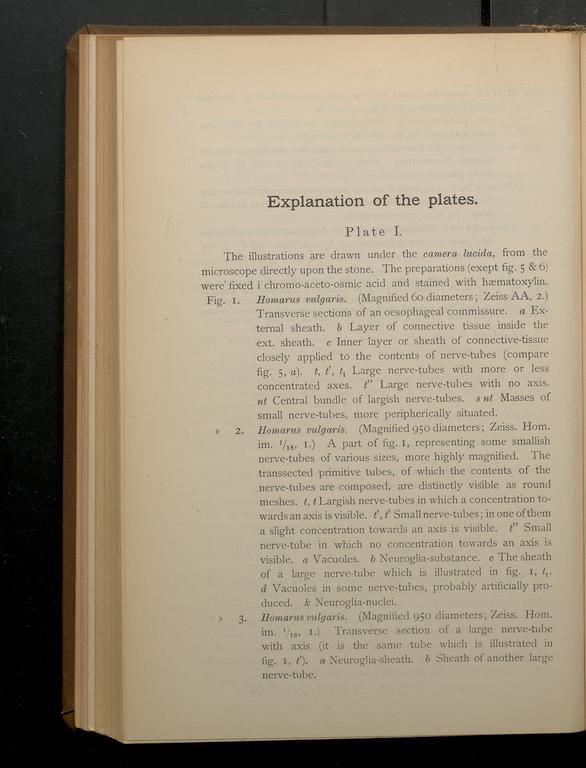 Explanation of the plates.
Plate I.
The illustrations are drawn under the camera lucida, from the
microscope directly upon the stone. The preparations (exept fig. 5 & 6)
were fixed i chromo-aceto-osmic acid and stained with hæmatoxylin.
Fig. 1. Homarus vulgaris. (Magnified 60 diameters; Zeiss AA, 2.)
Transverse sections of an oesophageal commissure. a Ex-
ternal sheath. b Layer of connective tissue inside the
ext. sheath. c Inner layer or sheath of connective-tissue
closely applied to the contents of nerve-tubes (compare
fig. 5, a). t, t', t₁ Large nerve-tubes with more or less
concentrated axes. t" Large nerve-tubes with no axis.
nt Central bundle of largish nerve-tubes. snt Masses of
small nerve-tubes, more peripherically situated.
» 2. Homarus vulgaris. (Magnified 950 diameters; Zeiss. Hom.
im. 1/18, 1.) A part of fig. 1, representing some smallish
nerve-tubes of various sizes, more highly magnified. The
transsected primitive tubes, of which the contents of the
nerve-tubes are composed, are distinctly visible as round
meshes. t, t Largish nerve-tubes in which a concentration to-
wards an axis is visible. t', t' Small nerve-tubes; in one of them
a slight concentration towards an axis is visible. t" Small
nerve-tube in which no concentration towards an axis is
visible. a Vacuoles. b Neuroglia-substance. c The sheath
of a large nerve-tube which is illustrated in fig. 1, t₁.
d Vacuoles in some nerve-tubes, probably artificially pro-
duced. k Neuroglia-nuclei.
» 3. Homarus vulgaris. (Magnified 950 diameters; Zeiss. Hom.
im. 1/18, 1.) Transverse section of a large nerve-tube
with axis (it is the same tube which is illustrated in
fig. 1, t'). a Neuroglia-sheath. b Sheath of another large
nerve-tube.